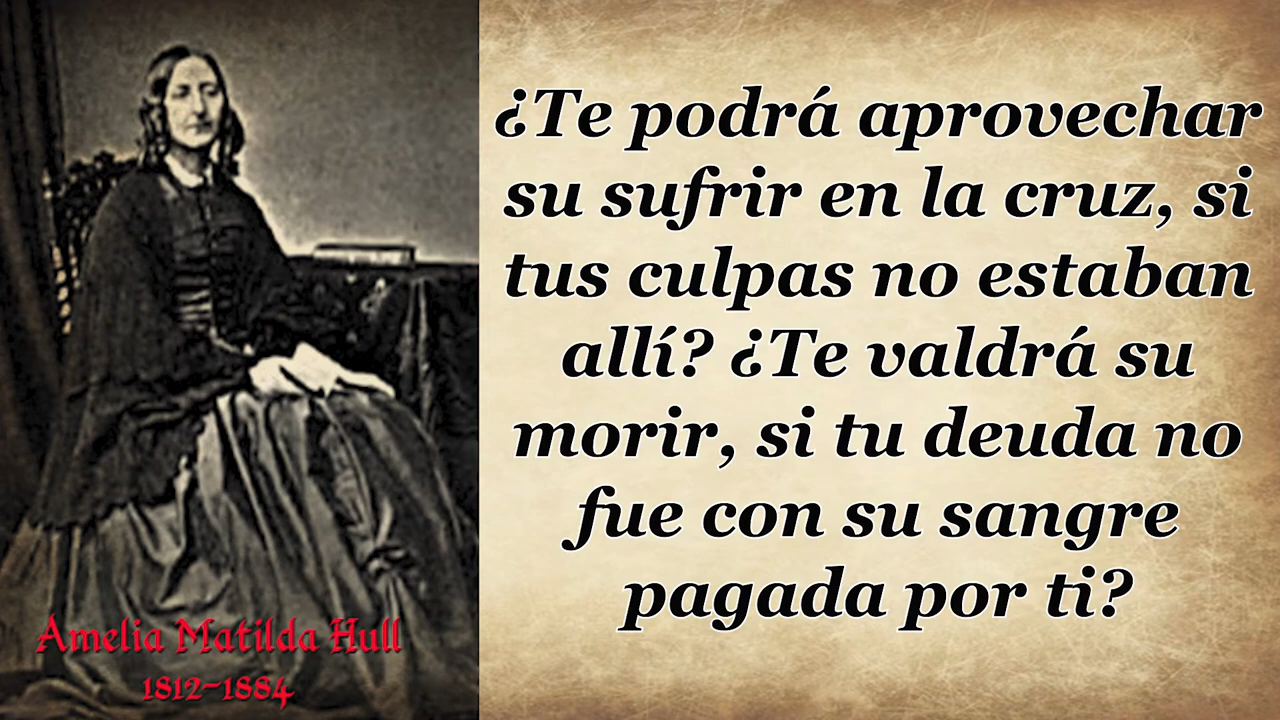 ¿Te podrá aprovechar
su sufrir en la cruz, si
tus culpas no estaban
allí? ¿Te valdrá su
morir, si tu deuda no
fue con su sangre
pagada por ti?
Amelia Matilda Hull
1812-1884